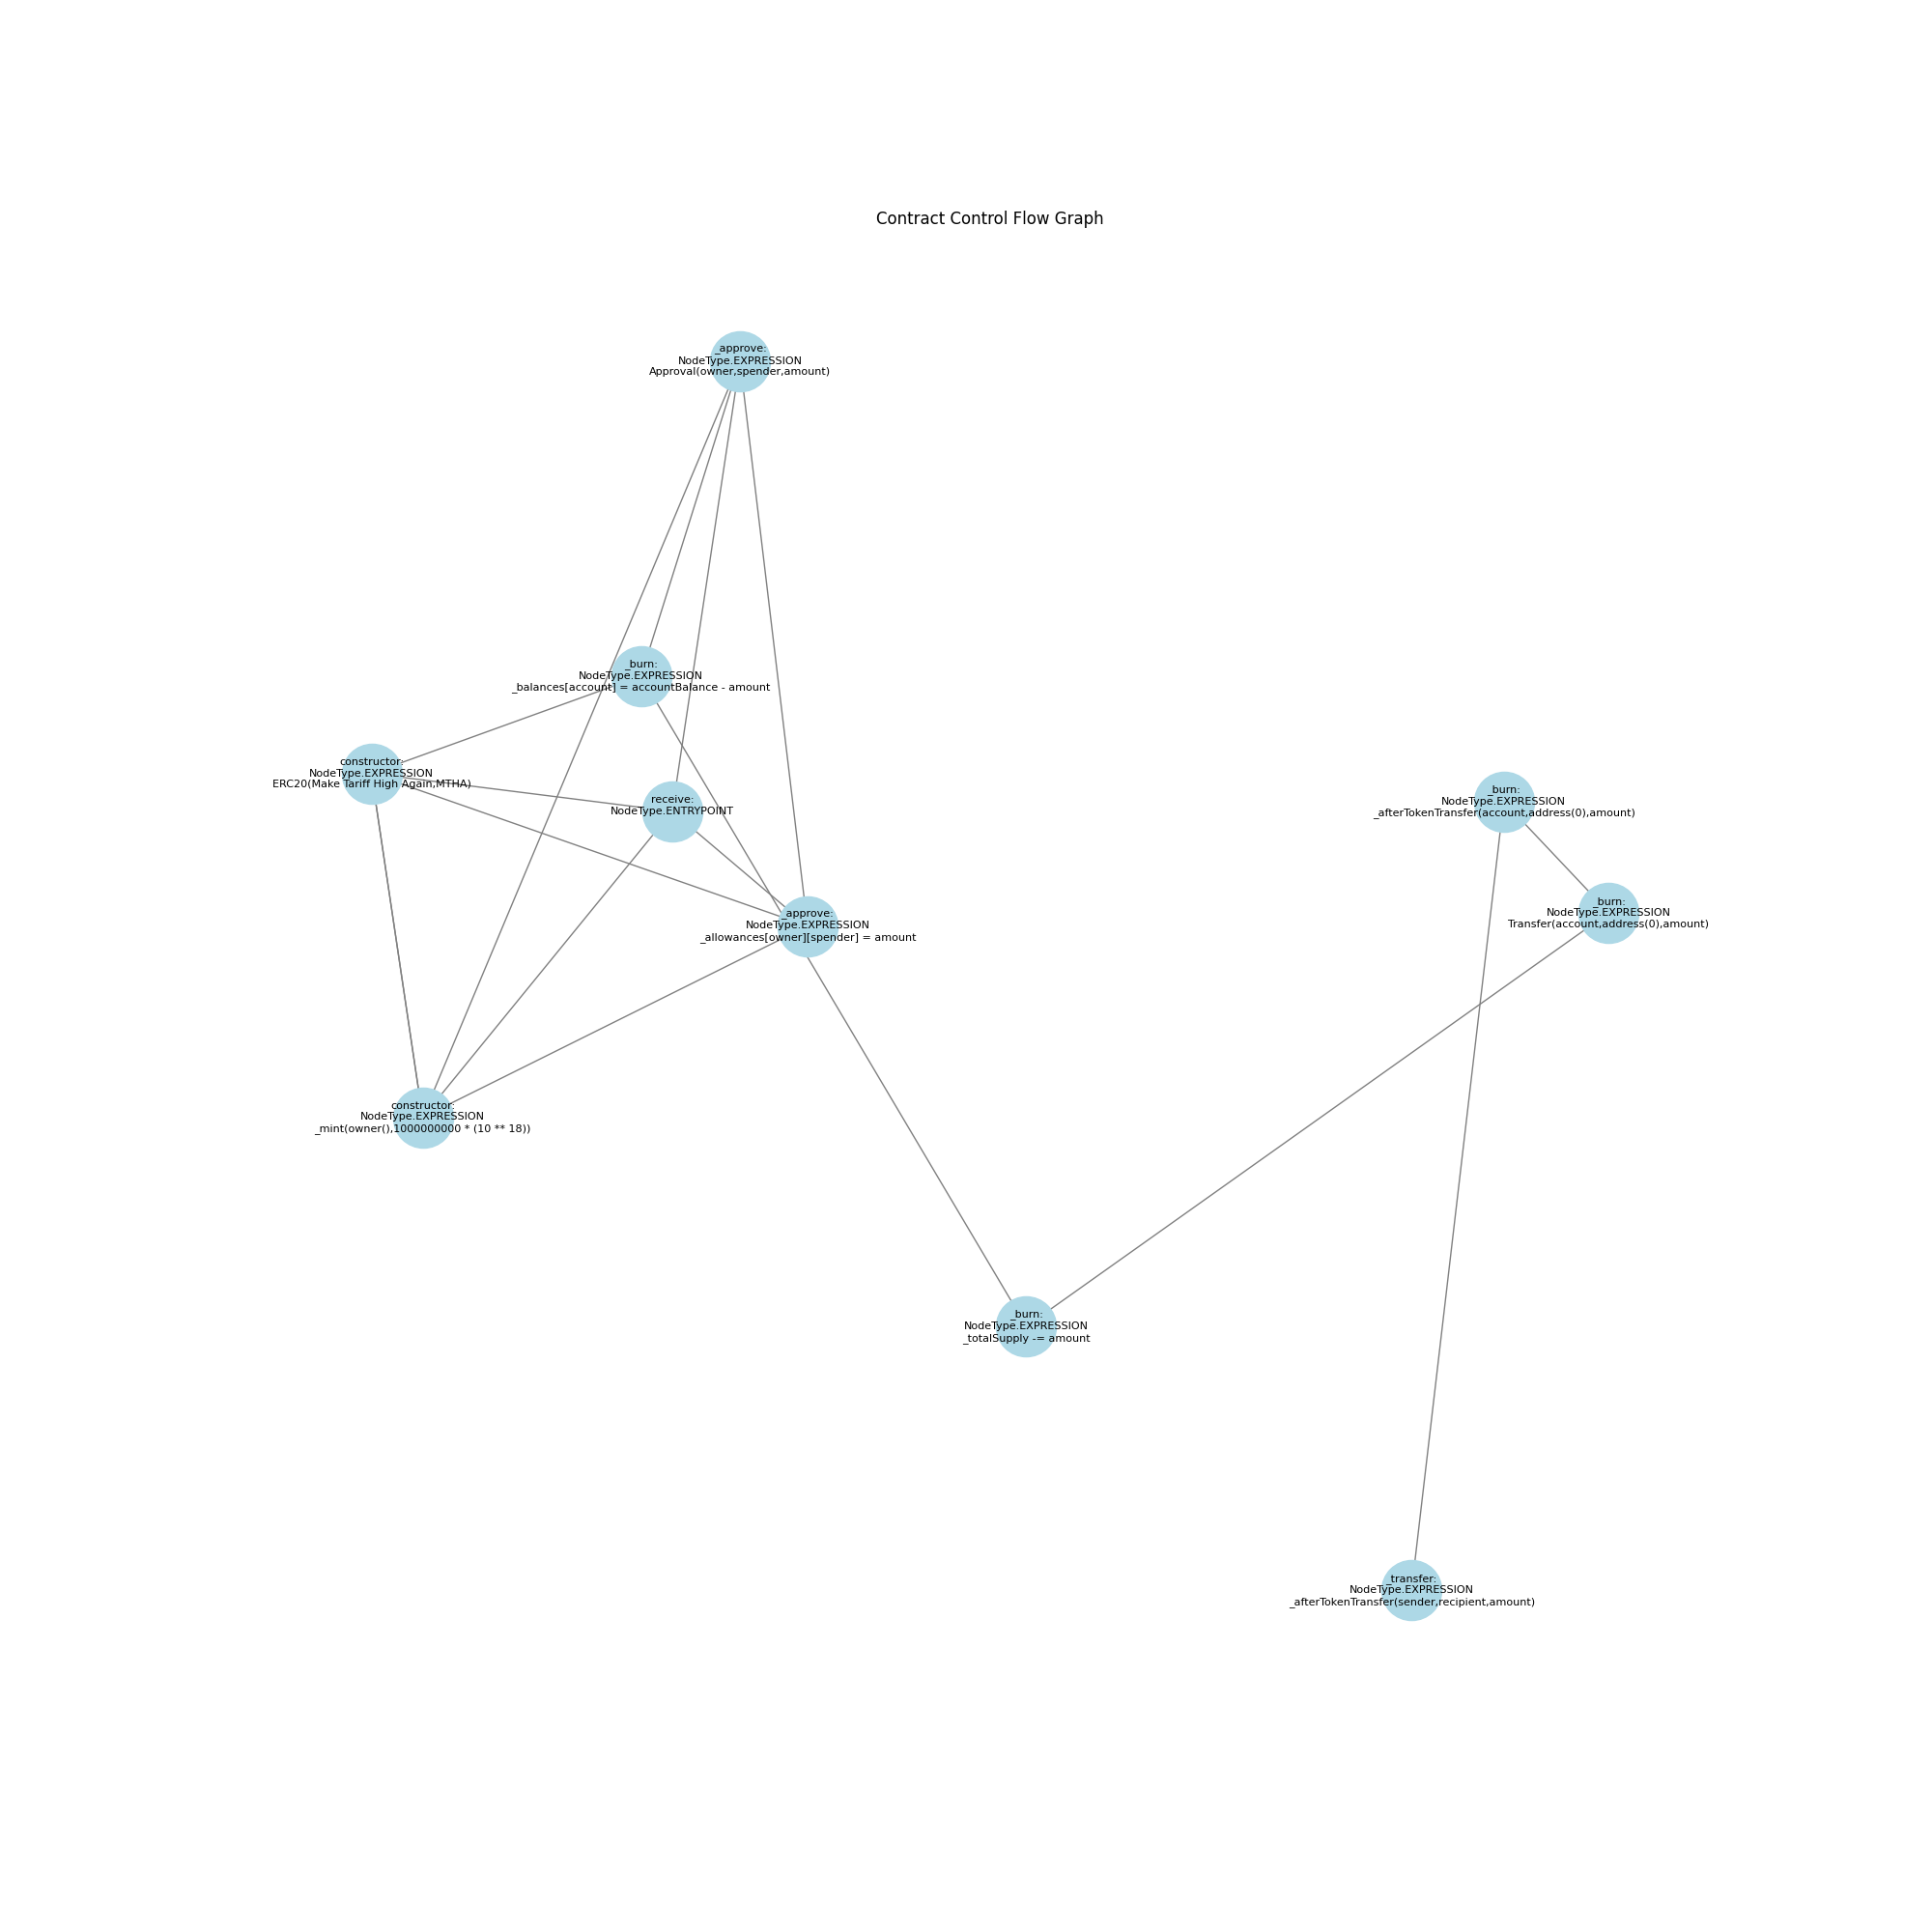 Contract Control Flow Graph
_approve:
NodeType.EXPRESSION
Approval(owner,spender,amount)
_burn:
NodeType.EXPRESSION
_balances[account] = accountBalance - amount
constructor:
NodeType.EXPRESSION
ERC20(Make Tariff High Again,MTHA)
receive:
NodeType.ENTRYPOINT
_burn:
NodeType.EXPRESSION
_afterTokenTransfer(account,address(0),amount)
_burn:
NodeType.EXPRESSION
Transfer(account,address(0),amount)
_approve:
NodeType.EXPRESSION
_allowances[owner][spender] = amount
constructor:
NodeType.EXPRESSION
_mint(owner(),1000000000 * (10 ** 18))
_burn:
NodeType.EXPRESSION
_totalSupply -= amount
_transfer:
NodeType.EXPRESSION
_afterTokenTransfer(sender,recipient,amount)